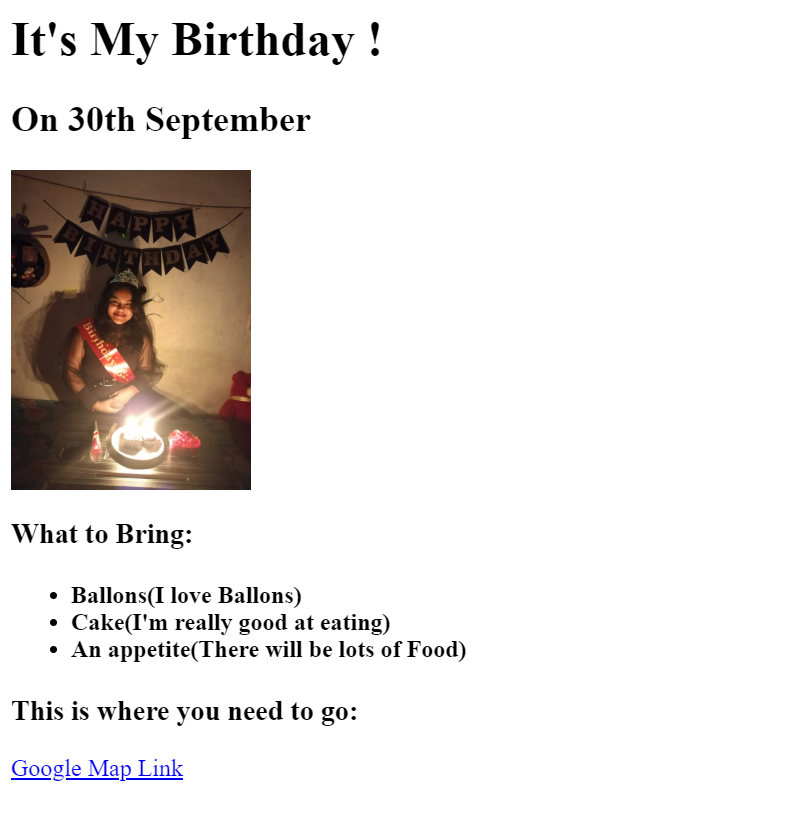 It's My Birthday !
On 30th September
HAPPY
BIRTHDAY
Birthday
What to Bring:
Ballons(I love Ballons)
Cake(I'm really good at eating)
An appetite(There will be lots of Food)
This is where you need to go:
Google Map Link